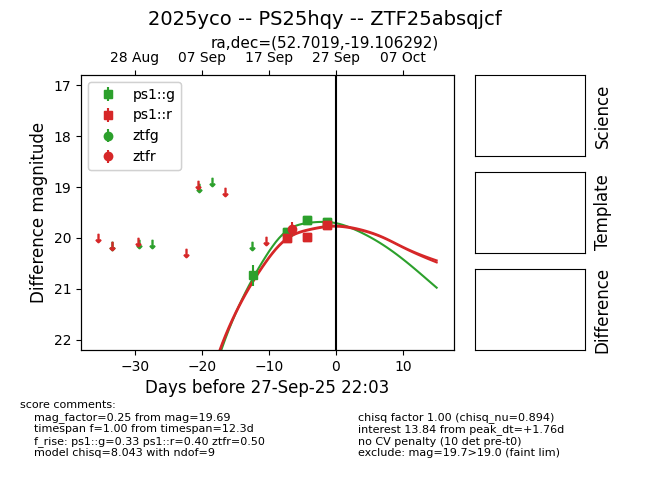 2025yco -- PS25hqy -- ZTF25absqjcf
ra,dec=(52.7019,-19.106292)
28 Aug 07 Sep 17 Sep 27 Sep 07 Oct
17
18
19
20
21
22
Difference magnitude
ps1::g
ps1::r
ztfg
ztfr
−30 −20 −10 0 10
Days before 27-Sep-25 22:03
Science
Template
Difference
score comments:
mag_factor=0.25 from mag=19.69
timespan f=1.00 from timespan=12.3d
f_rise: ps1::g=0.33 ps1::r=0.40 ztfr=0.50
model chisq=8.043 with ndof=9
chisq factor 1.00 (chisq_nu=0.894)
interest 13.84 from peak_dt=+1.76d
no CV penalty (10 det pre-t0)
exclude: mag=19.7>19.0 (faint lim)